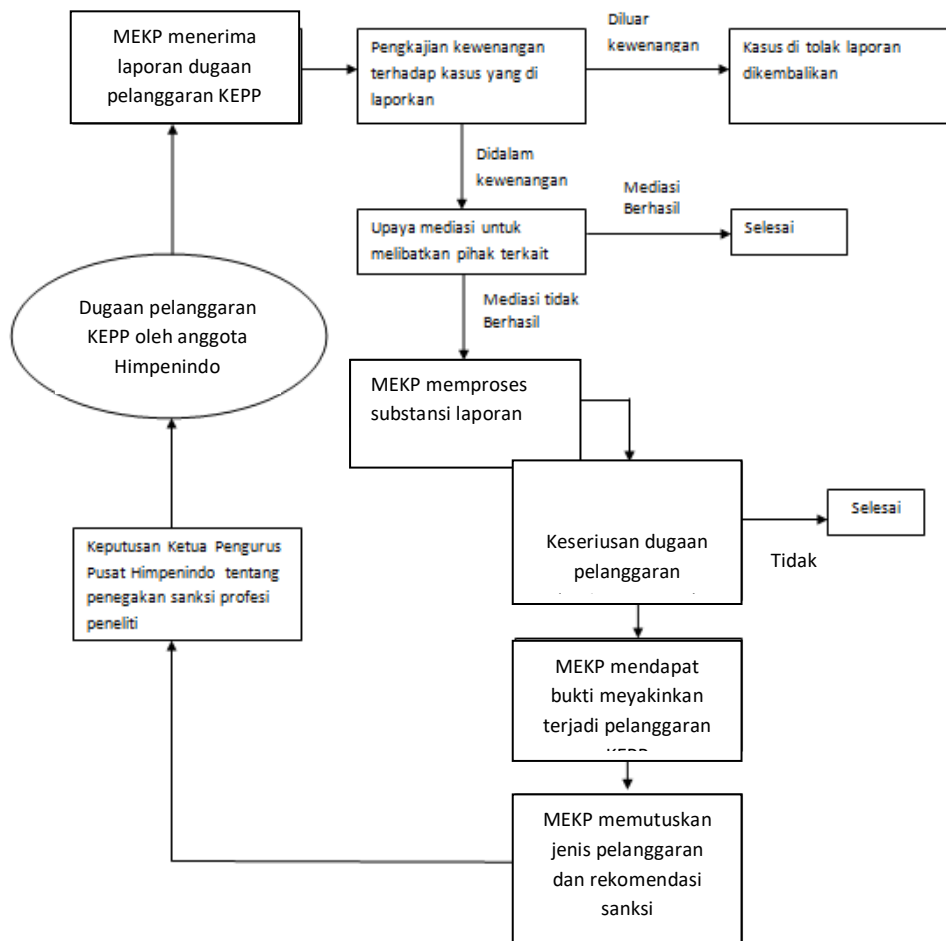 MEKP menerima
laporan dugaan
pelanggaran KEPP
Pengkajian kewenangan
terhadap kasus yang di
laporkan
Diluar
kewenangan
Kasus di tolak laporan
dikembalikan
Didalam
kewenangan
Upaya mediasi untuk
melibatkan pihak terkait
Mediasi
Berhasil
Selesai
Mediasi tidak
Berhasil
Dugaan pelanggaran
KEPP oleh anggota
Himpenindo
MEKP memproses
substansi laporan
Keseriusan dugaan
pelanggaran
Selesai
Tidak
Keputusan Ketua Pengurus
Pusat Himpenindo tentang
penegakan sanksi profesi
peneliti
MEKP mendapat
bukti meyakinkan
terjadi pelanggaran
KEPP
MEKP memutuskan
jenis pelanggaran
dan rekomendasi
sanksi